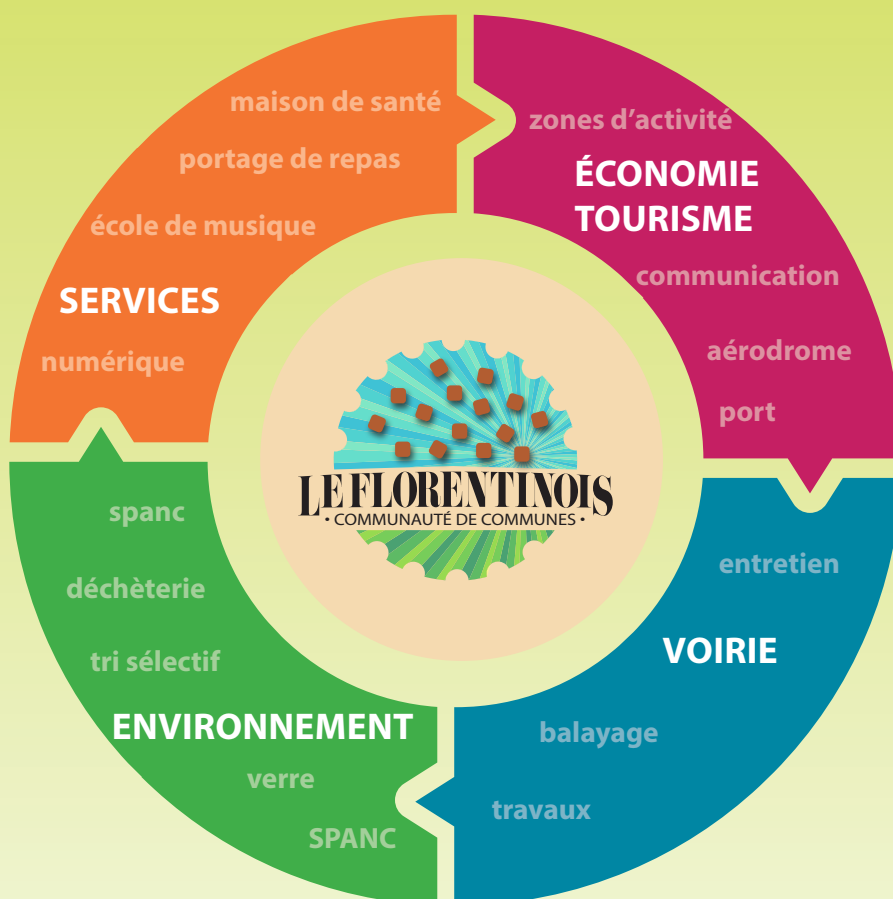 maison de santé
portage de repas
école de musique
SERVICES
numérique
zones d’activité
ÉCONOMIE
TOURISME
communication
aérodrome
port
entretien
VOIRIE
balayage
travaux
spanc
déchèterie
tri sélectif
ENVIRONNEMENT
verre
SPANC
LE FLORENTINOIS
• COMMUNAUTÉ DE COMMUNES •